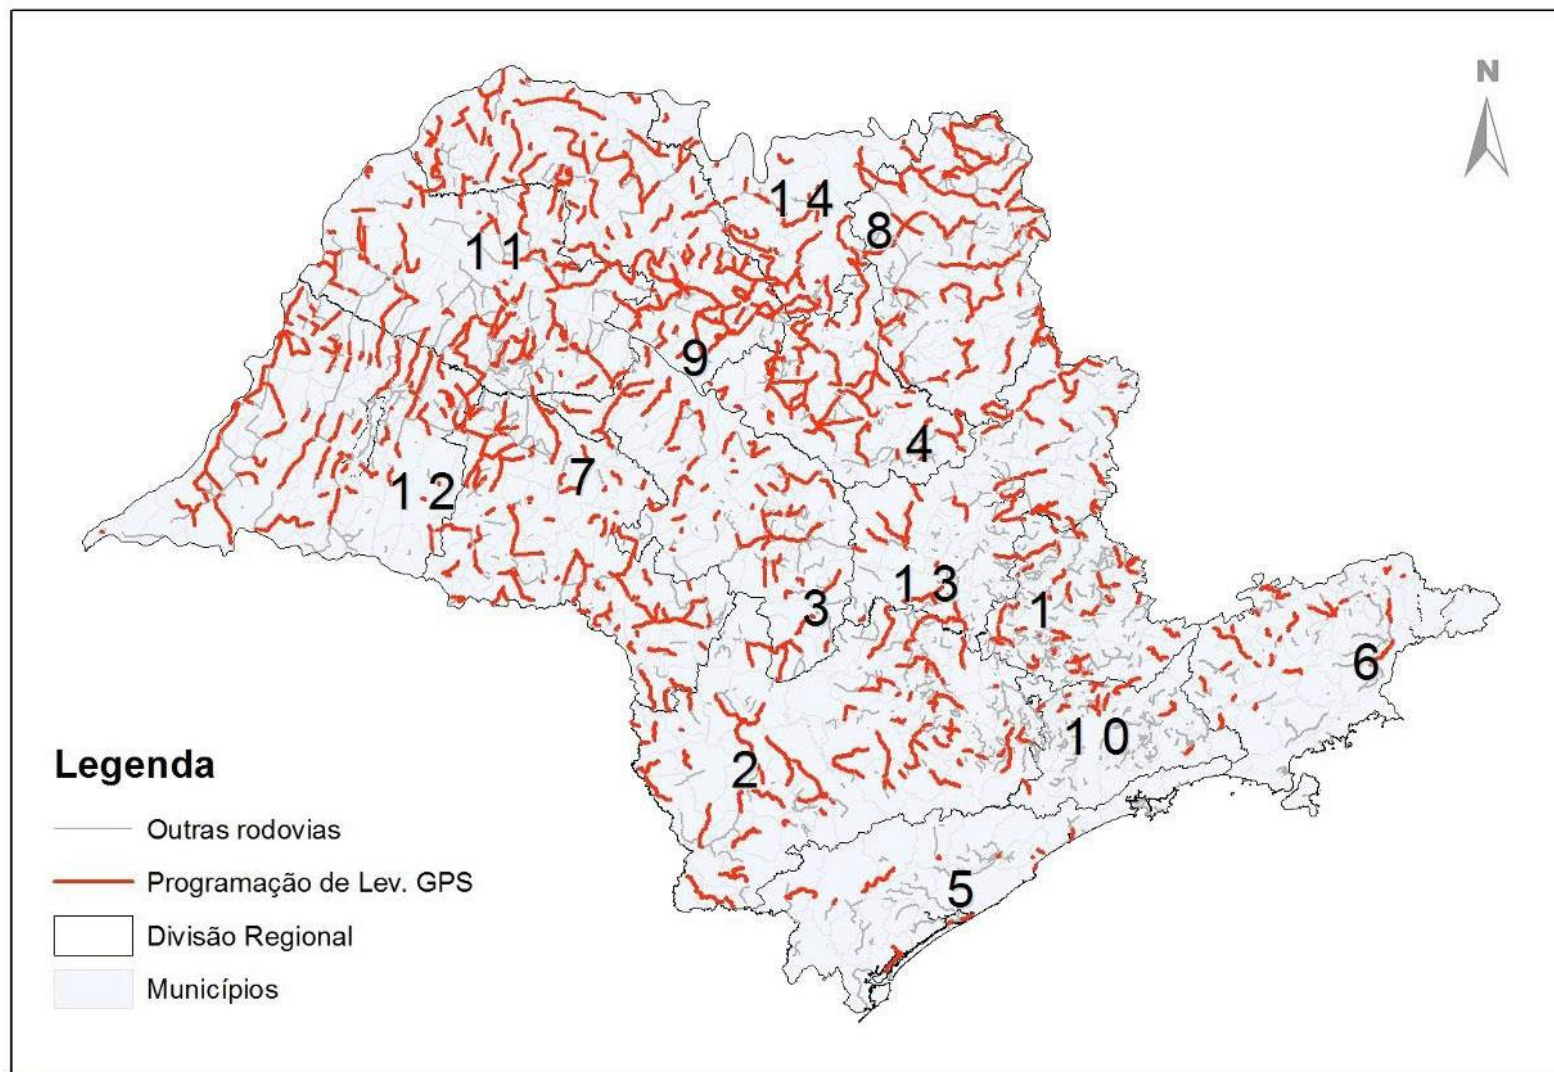 N
14
8
11
9
4
7
12
13
3
1
6
10
2
5
Legenda
Outras rodovias
Programação de Lev. GPS
Divisão Regional
Municípios